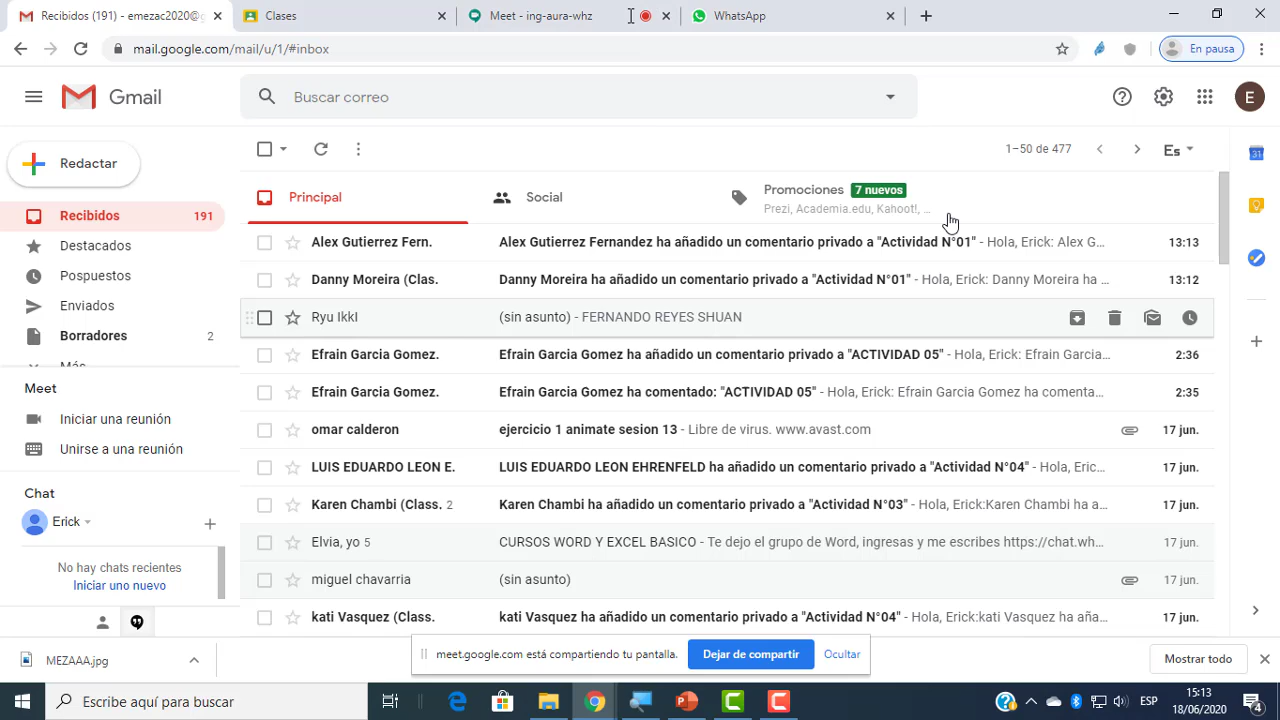 Recibidos (191) - emezac2020@g
Clases
Meet - ing-aura-whz
WhatsApp
mail.google.com/mail/u/1/#inbox
En pausa
Gmail
Buscar correo
E
Redactar
1–50 de 477
Es
Recibidos 191
Destacados
Pospuestos
Enviados
Borradores 2
Más
Principal
Social
Promociones 7 nuevos
Prezi, Academia.edu, Kahoot!, ...
Alex Gutierrez Fern. Alex Gutierrez Fernandez ha añadido un comentario privado a "Actividad N°01" - Hola, Erick: Alex G... 13:13
Danny Moreira (Clas. Danny Moreira ha añadido un comentario privado a "Actividad N°01" - Hola, Erick: Danny Moreira ha ... 13:12
Ryu IkkI (sin asunto) - FERNANDO REYES SHUAN
Efrain Garcia Gomez. Efrain Garcia Gomez ha añadido un comentario privado a "ACTIVIDAD 05" - Hola, Erick: Efrain Garcia... 2:36
Efrain Garcia Gomez. Efrain Garcia Gomez ha comentado: "ACTIVIDAD 05" - Hola, Erick: Efrain Garcia Gomez ha comenta... 2:35
omar calderon ejercicio 1 animate sesion 13 - Libre de virus. www.avast.com 17 jun.
LUIS EDUARDO LEON E. LUIS EDUARDO LEON EHRENFELD ha añadido un comentario privado a "Actividad N°04" - Hola, Eric... 17 jun.
Karen Chambi (Class. 2 Karen Chambi ha añadido un comentario privado a "Actividad N°03" - Hola, Erick:Karen Chambi ha a... 17 jun.
Elvia, yo 5 CURSOS WORD Y EXCEL BASICO - Te dejo el grupo de Word, ingresas y me escribes https://chat.wh... 17 jun.
miguel chavarria (sin asunto) 17 jun.
kati Vasquez (Class. kati Vasquez ha añadido un comentario privado a "Actividad N°04" - Hola, Erick:kati Vasquez ha aña... 17 jun.
Meet
Iniciar una reunión
Unirse a una reunión
Chat
Erick
No hay chats recientes
Iniciar uno nuevo
31
meet.google.com está compartiendo tu pantalla. Dejar de compartir Ocultar
MEZAAA.jpg
Mostrar todo
Escribe aquí para buscar
ESP
15:13
18/06/2020
4